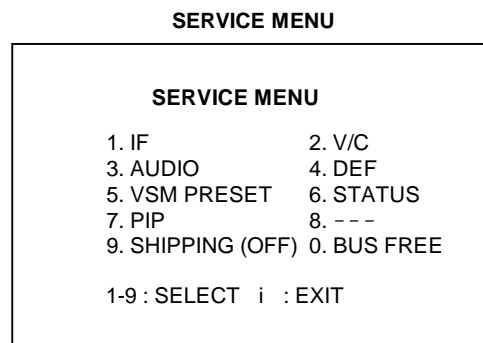 SERVICE MENU
SERVICE MENU
1. IF 2. V/C
3. AUDIO 4. DEF
5. VSM PRESET 6. STATUS
7. PIP 8. ---
9. SHIPPING (OFF) 0. BUS FREE
1-9 : SELECT i : EXIT